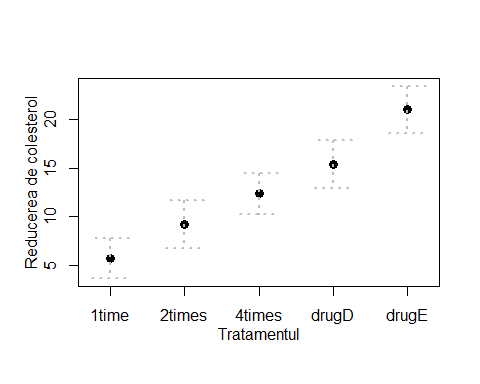 Reducerea de colesterol
20
15
10
5
1time 2times 4times drugD drugE
Tratamentul